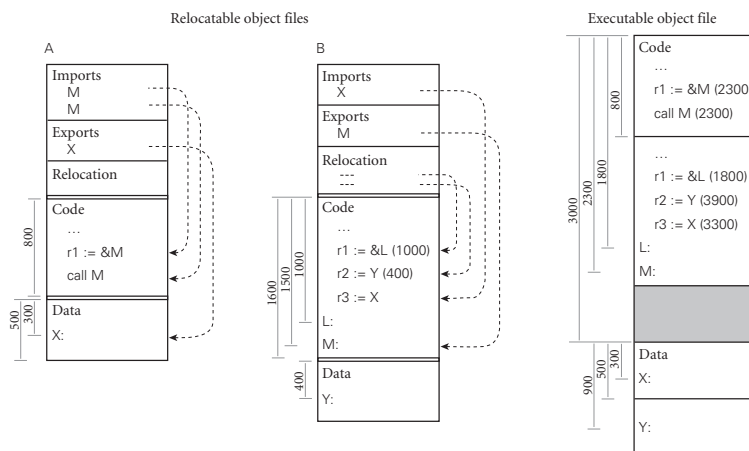 Relocatable object files
Executable object file
A
Imports
M
M
Exports
X
Relocation
Code
...
r1 := &M
call M
Data
X:
800
500
300
B
Imports
X
Exports
M
Relocation
---
---
Code
...
r1 := &L (1000)
r2 := Y (400)
r3 := X
L:
M:
Data
Y:
1600
1500
1000
400
Code
...
r1 := &M (2300)
call M (2300)
...
r1 := &L (1800)
r2 := Y (3900)
r3 := X (3300)
L:
M:
Data
X:
Y:
3000
2300
1800
800
900
500
300